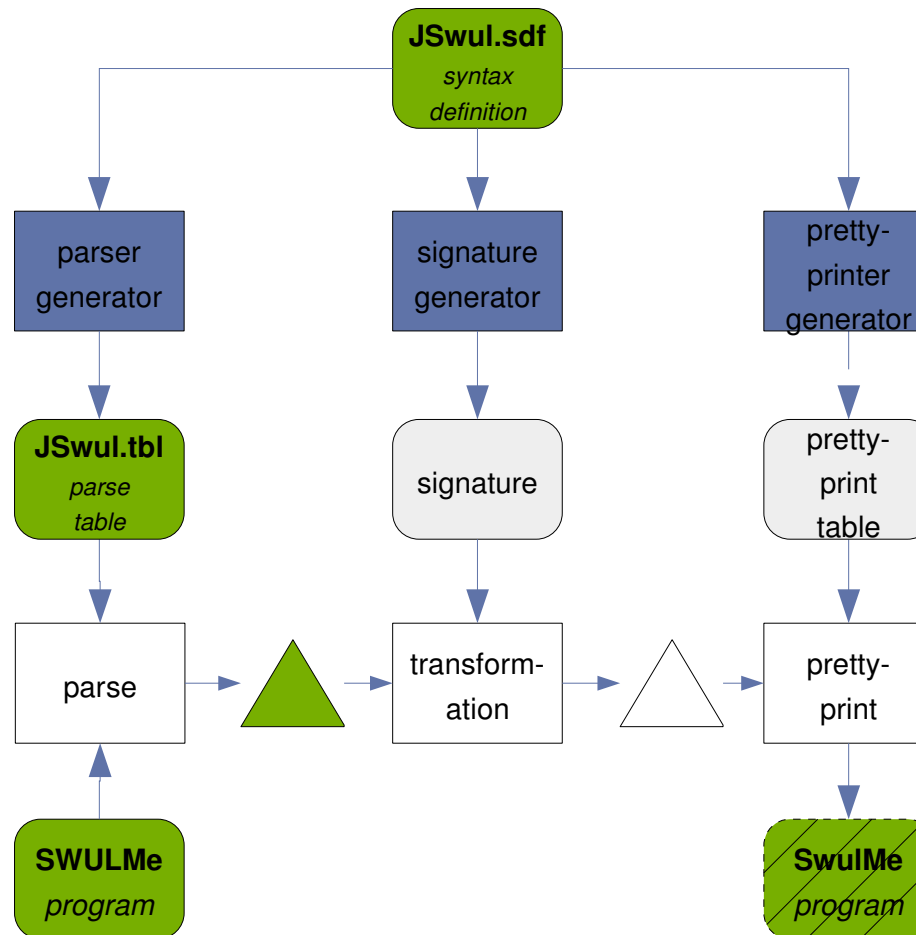 JSwul.sdf
syntax
definition
parser
generator
signature
generator
pretty-
printer
generator
JSwul.tbl
parse
table
signature
pretty-
print
table
parse
transform-
ation
pretty-
print
SWULMe
program
SwulMe
program